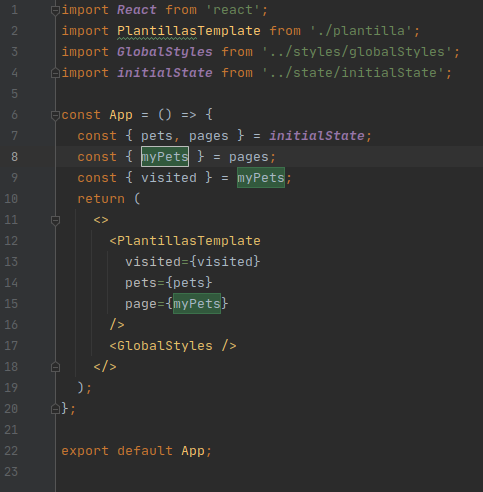 1 import React from 'react';
2 import PlantillasTemplate from './plantilla';
3 import GlobalStyles from '../styles/globalStyles';
4 import initialState from '../state/initialState';
5
6 const App = () => {
7   const { pets, pages } = initialState;
8   const { myPets } = pages;
9   const { visited } = myPets;
10   return (
11     <>
12       <PlantillasTemplate
13         visited={visited}
14         pets={pets}
15         page={myPets}
16       />
17       <GlobalStyles />
18     </>
19   );
20 };
21
22 export default App;
23